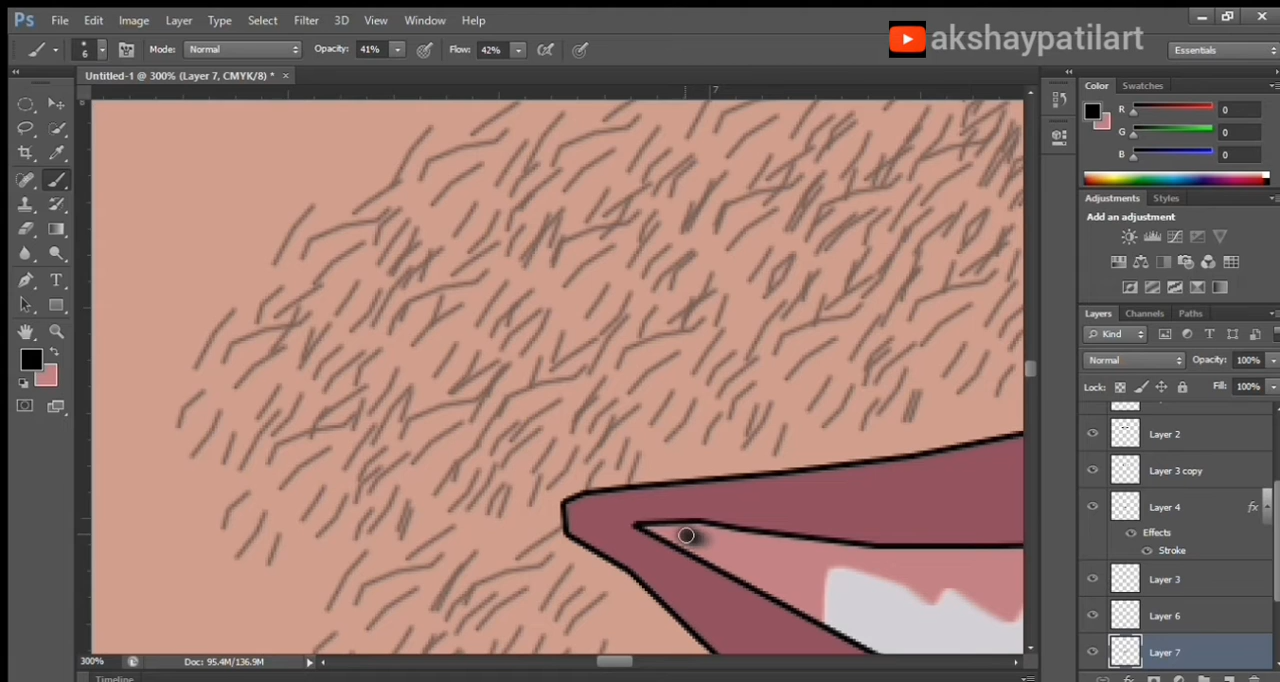 Ps File Edit Image Layer Type Select Filter 3D View Window Help
akshaypatilart
6 Mode: Normal Opacity: 41% Flow: 42% Essentials
Untitled-1 @ 300% (Layer 7, CMYK/8) * ×
7
Color Swatches
R 0
G 0
B 0
Adjustments Styles
Add an adjustment
Layers Channels Paths
Kind
Normal Opacity: 100%
Lock: Fill: 100%
Layer 2
Layer 3 copy
Layer 4 fx
Effects
Stroke
Layer 3
Layer 6
Layer 7
300% Doc: 95.4M/136.9M
Timeline